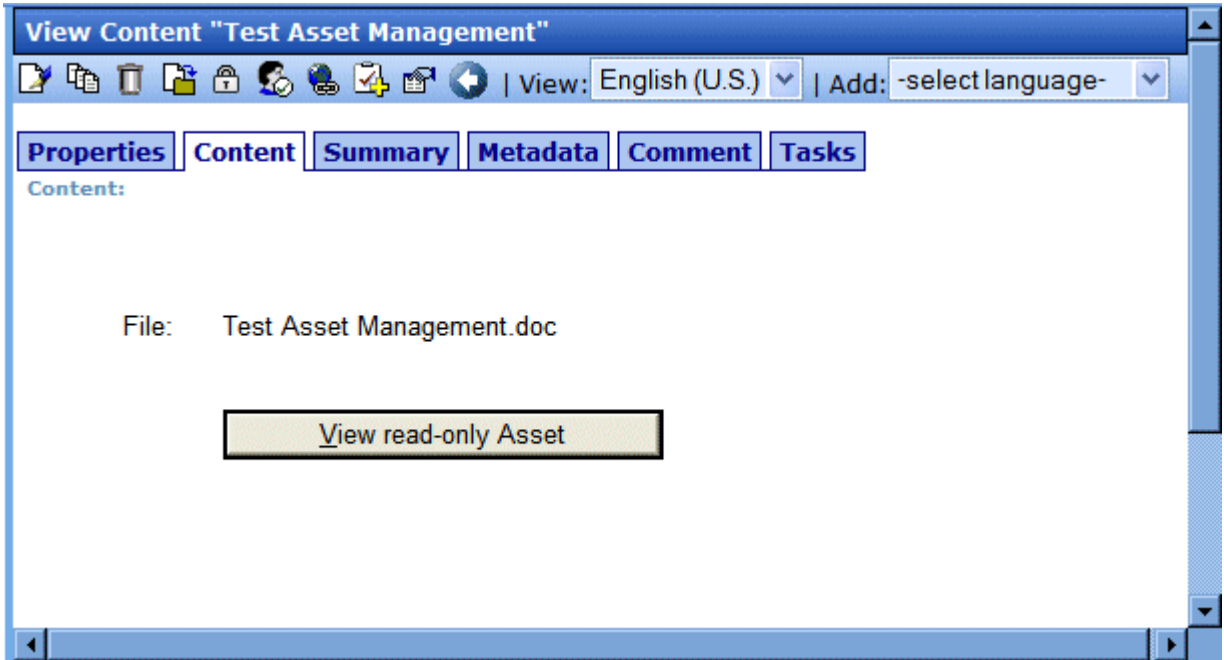 View Content "Test Asset Management"
| View: English (U.S.) | Add: -select language-
Properties Content Summary Metadata Comment Tasks
Content:
File: Test Asset Management.doc
View read-only Asset